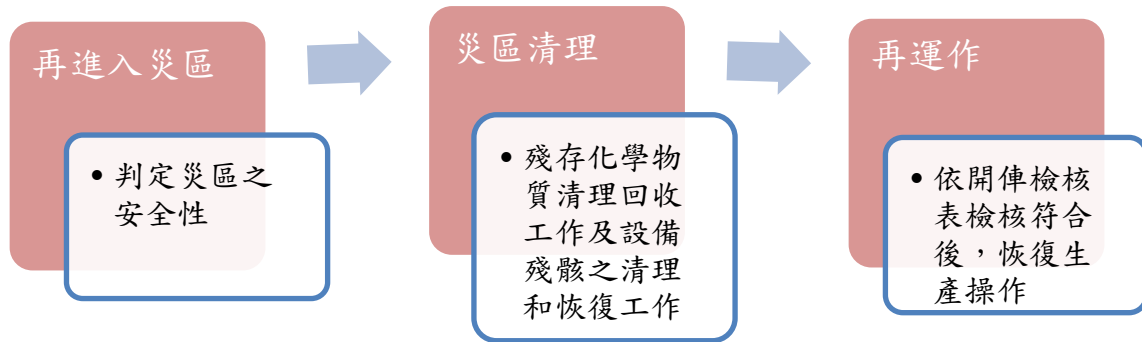 再進入災區
• 判定災區之
安全性
災區清理
• 殘存化學物
質清理回收
工作及設備
殘骸之清理
和恢復工作
再運作
• 依開俥檢核
表檢核符合
後，恢復生
產操作